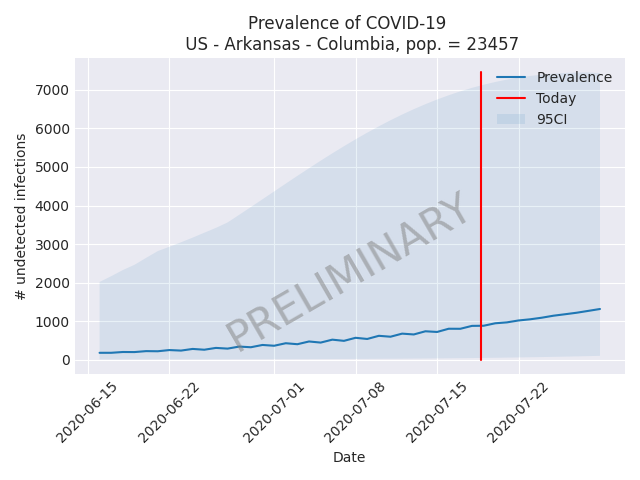 Prevalence of COVID-19
US - Arkansas - Columbia, pop. = 23457
Prevalence
Today
95CI
7000
6000
5000
4000
3000
2000
1000
0
# undetected infections
PRELIMINARY
2020-06-15
2020-06-22
2020-07-01
2020-07-08
2020-07-15
2020-07-22
Date